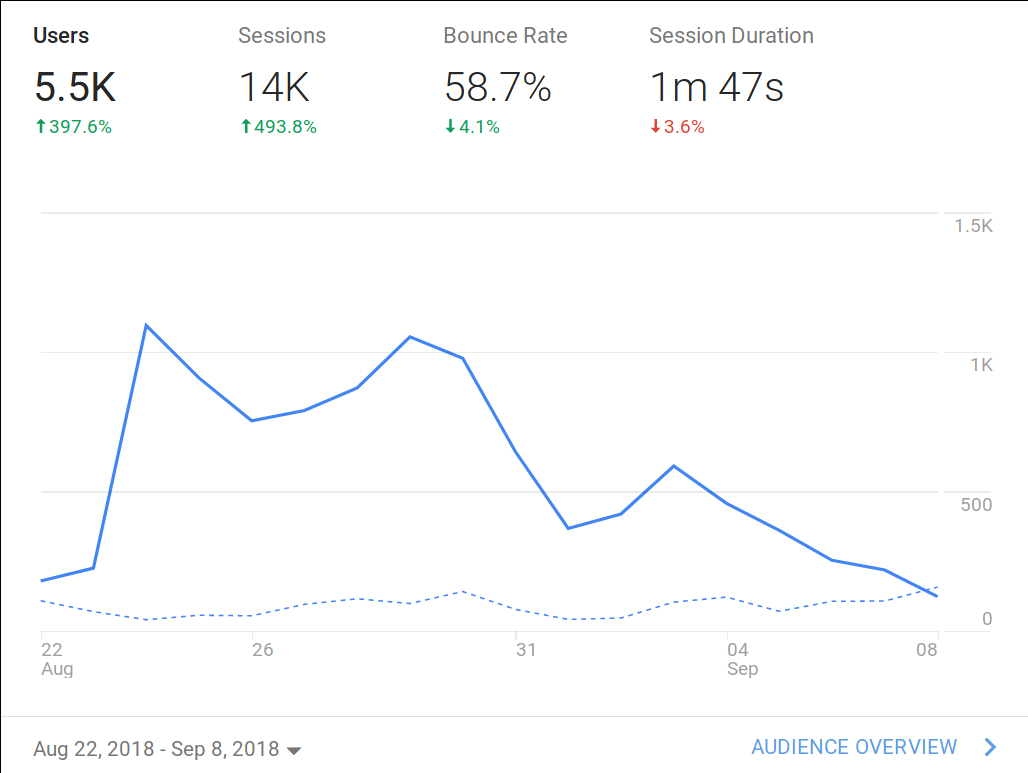 Users Sessions Bounce Rate Session Duration
5.5K 14K 58.7% 1m 47s
397.6% 493.8% 4.1% 3.6%
1.5K
1K
500
0
22 26 31 04 08
Aug Sep
Aug 22, 2018 - Sep 8, 2018 AUDIENCE OVERVIEW